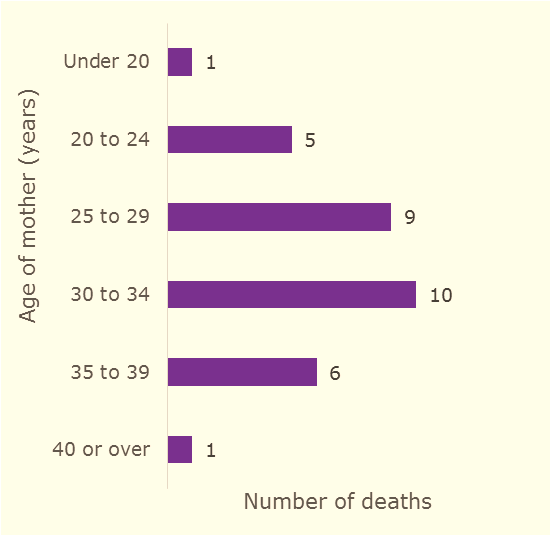 Age of mother (years)
Under 20 1
20 to 24 5
25 to 29 9
30 to 34 10
35 to 39 6
40 or over 1
Number of deaths